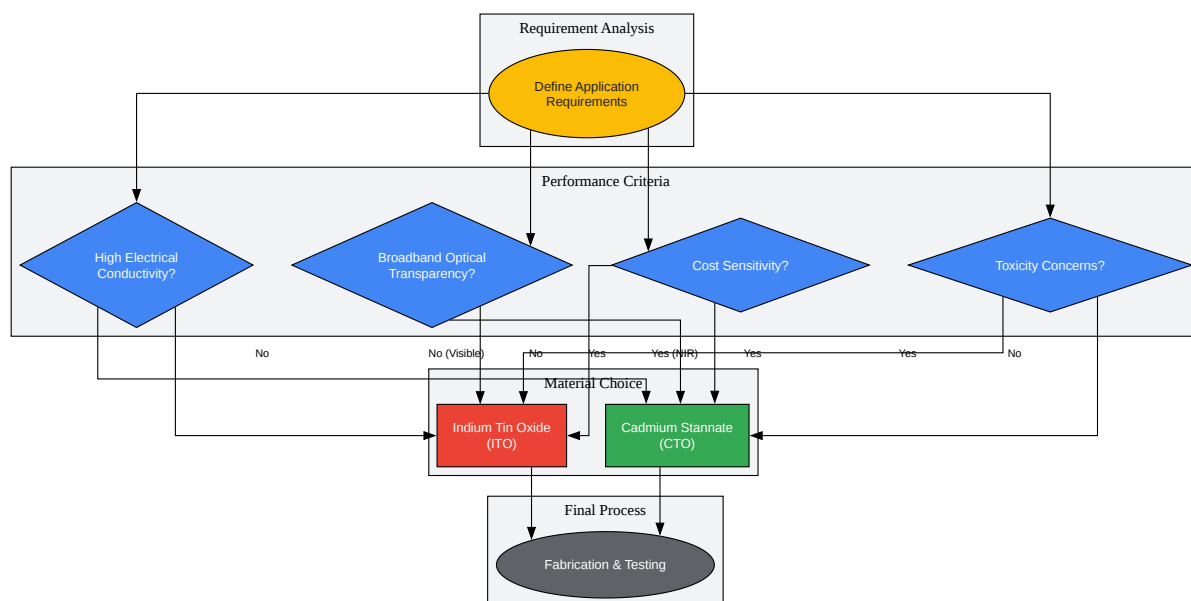 Requirement Analysis
Define Application
Requirements
Performance Criteria
High Electrical
Conductivity?
Broadband Optical
Transparency?
Cost Sensitivity?
Toxicity Concerns?
No
No (Visible)
No
Yes
Yes (NIR)
Yes
Yes
No
Material Choice
Indium Tin Oxide
(ITO)
Cadmium Stannate
(CTO)
Final Process
Fabrication & Testing